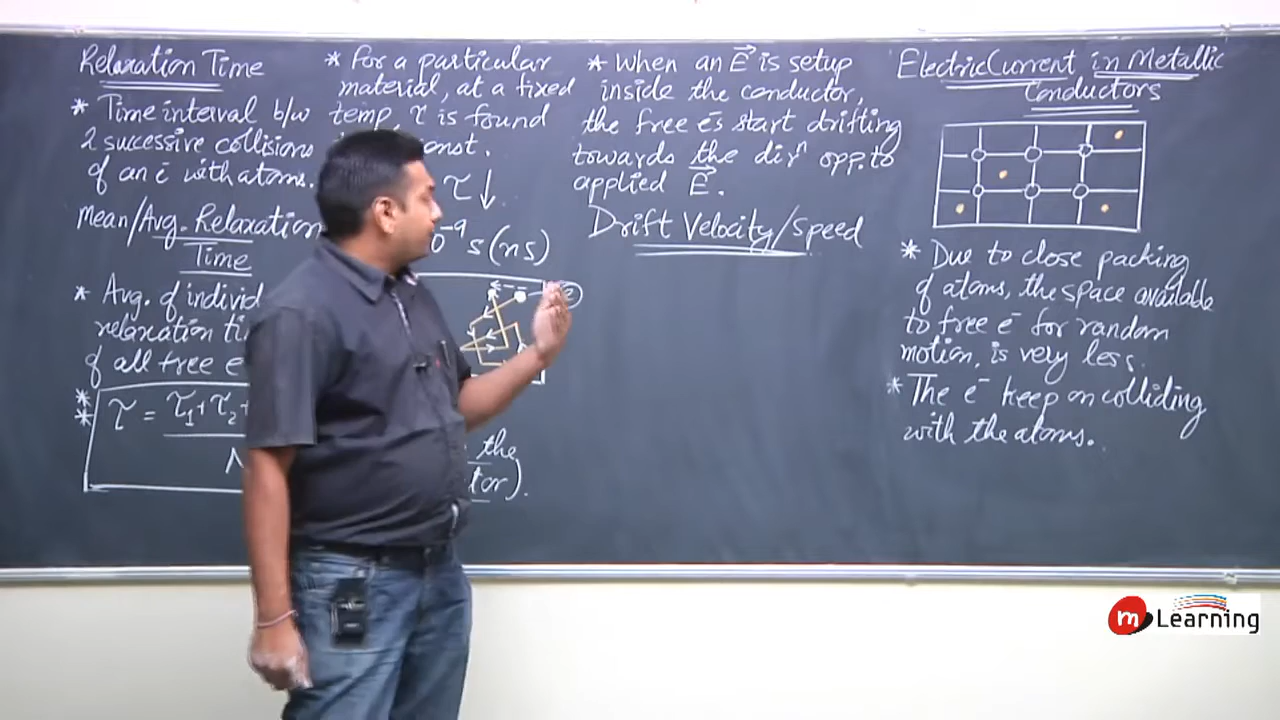 Relaxation Time
* Time interval b/w
2 successive collisions
of an e⁻ with atoms.
Mean/Avg. Relaxation
Time
* Avg. of individ
relaxation ti
of all free e
* * τ = τ₁+τ₂+
N
* For a particular
material, at a fixed
temp, τ is found
const.
τ↓
⁻⁹ s (ns)
e
the
tor).
* When an E⃗ is setup
inside the conductor,
the free e⁻s start drifting
towards the dirⁿ opp. to
applied E⃗.
Drift Velocity/Speed
Electric Current in Metallic
Conductors
* Due to close packing
of atoms, the space available
to free e⁻ for random
motion, is very less.
* The e⁻ keep on colliding
with the atoms.
m Learning